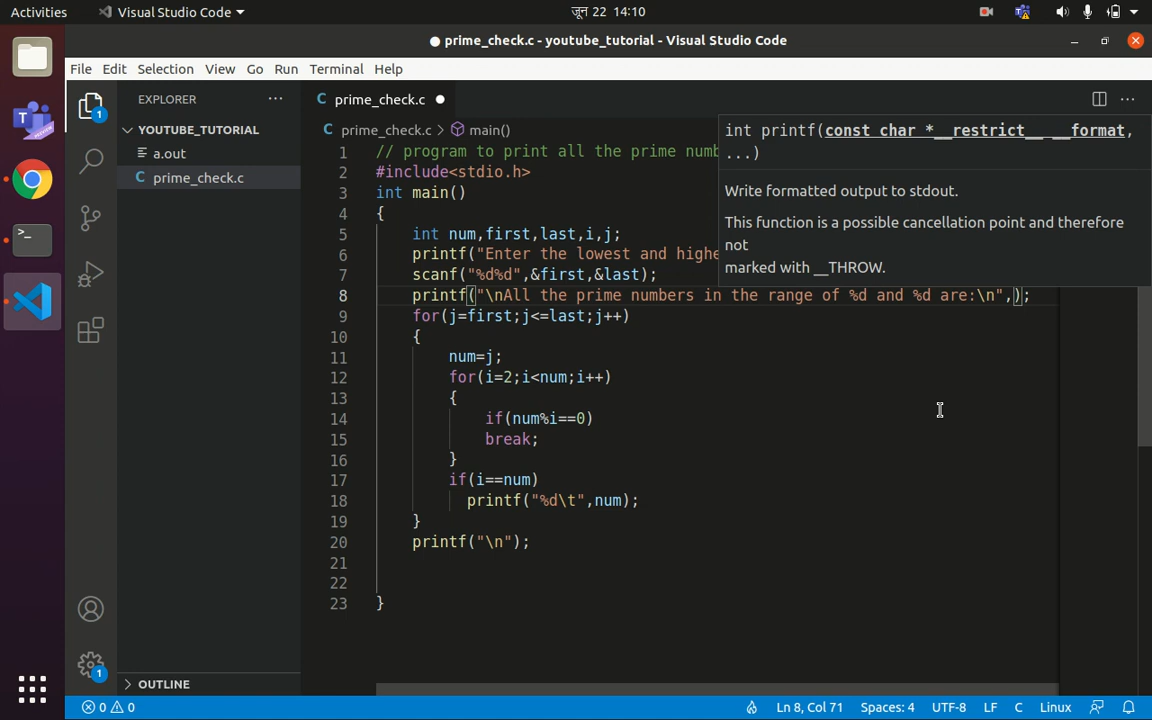 Activities
Visual Studio Code
जून 22 14:10
● prime_check.c - youtube_tutorial - Visual Studio Code
File Edit Selection View Go Run Terminal Help
EXPLORER
YOUTUBE_TUTORIAL
a.out
C prime_check.c
OUTLINE
1
1
C prime_check.c
C prime_check.c > main()
1 // program to print all the prime numb
2 #include<stdio.h>
3 int main()
4 {
5 int num,first,last,i,j;
6 printf("Enter the lowest and highe
7 scanf("%d%d",&first,&last);
8 printf("\nAll the prime numbers in the range of %d and %d are:\n",);
9 for(j=first;j<=last;j++)
10 {
11 num=j;
12 for(i=2;i<num;i++)
13 {
14 if(num%i==0)
15 break;
16 }
17 if(i==num)
18 printf("%d\t",num);
19 }
20 printf("\n");
21
22
23 }
int printf(const char *__restrict__ __format,
...)
Write formatted output to stdout.
This function is a possible cancellation point and therefore
not
marked with __THROW.
0 0
Ln 8, Col 71 Spaces: 4 UTF-8 LF C Linux